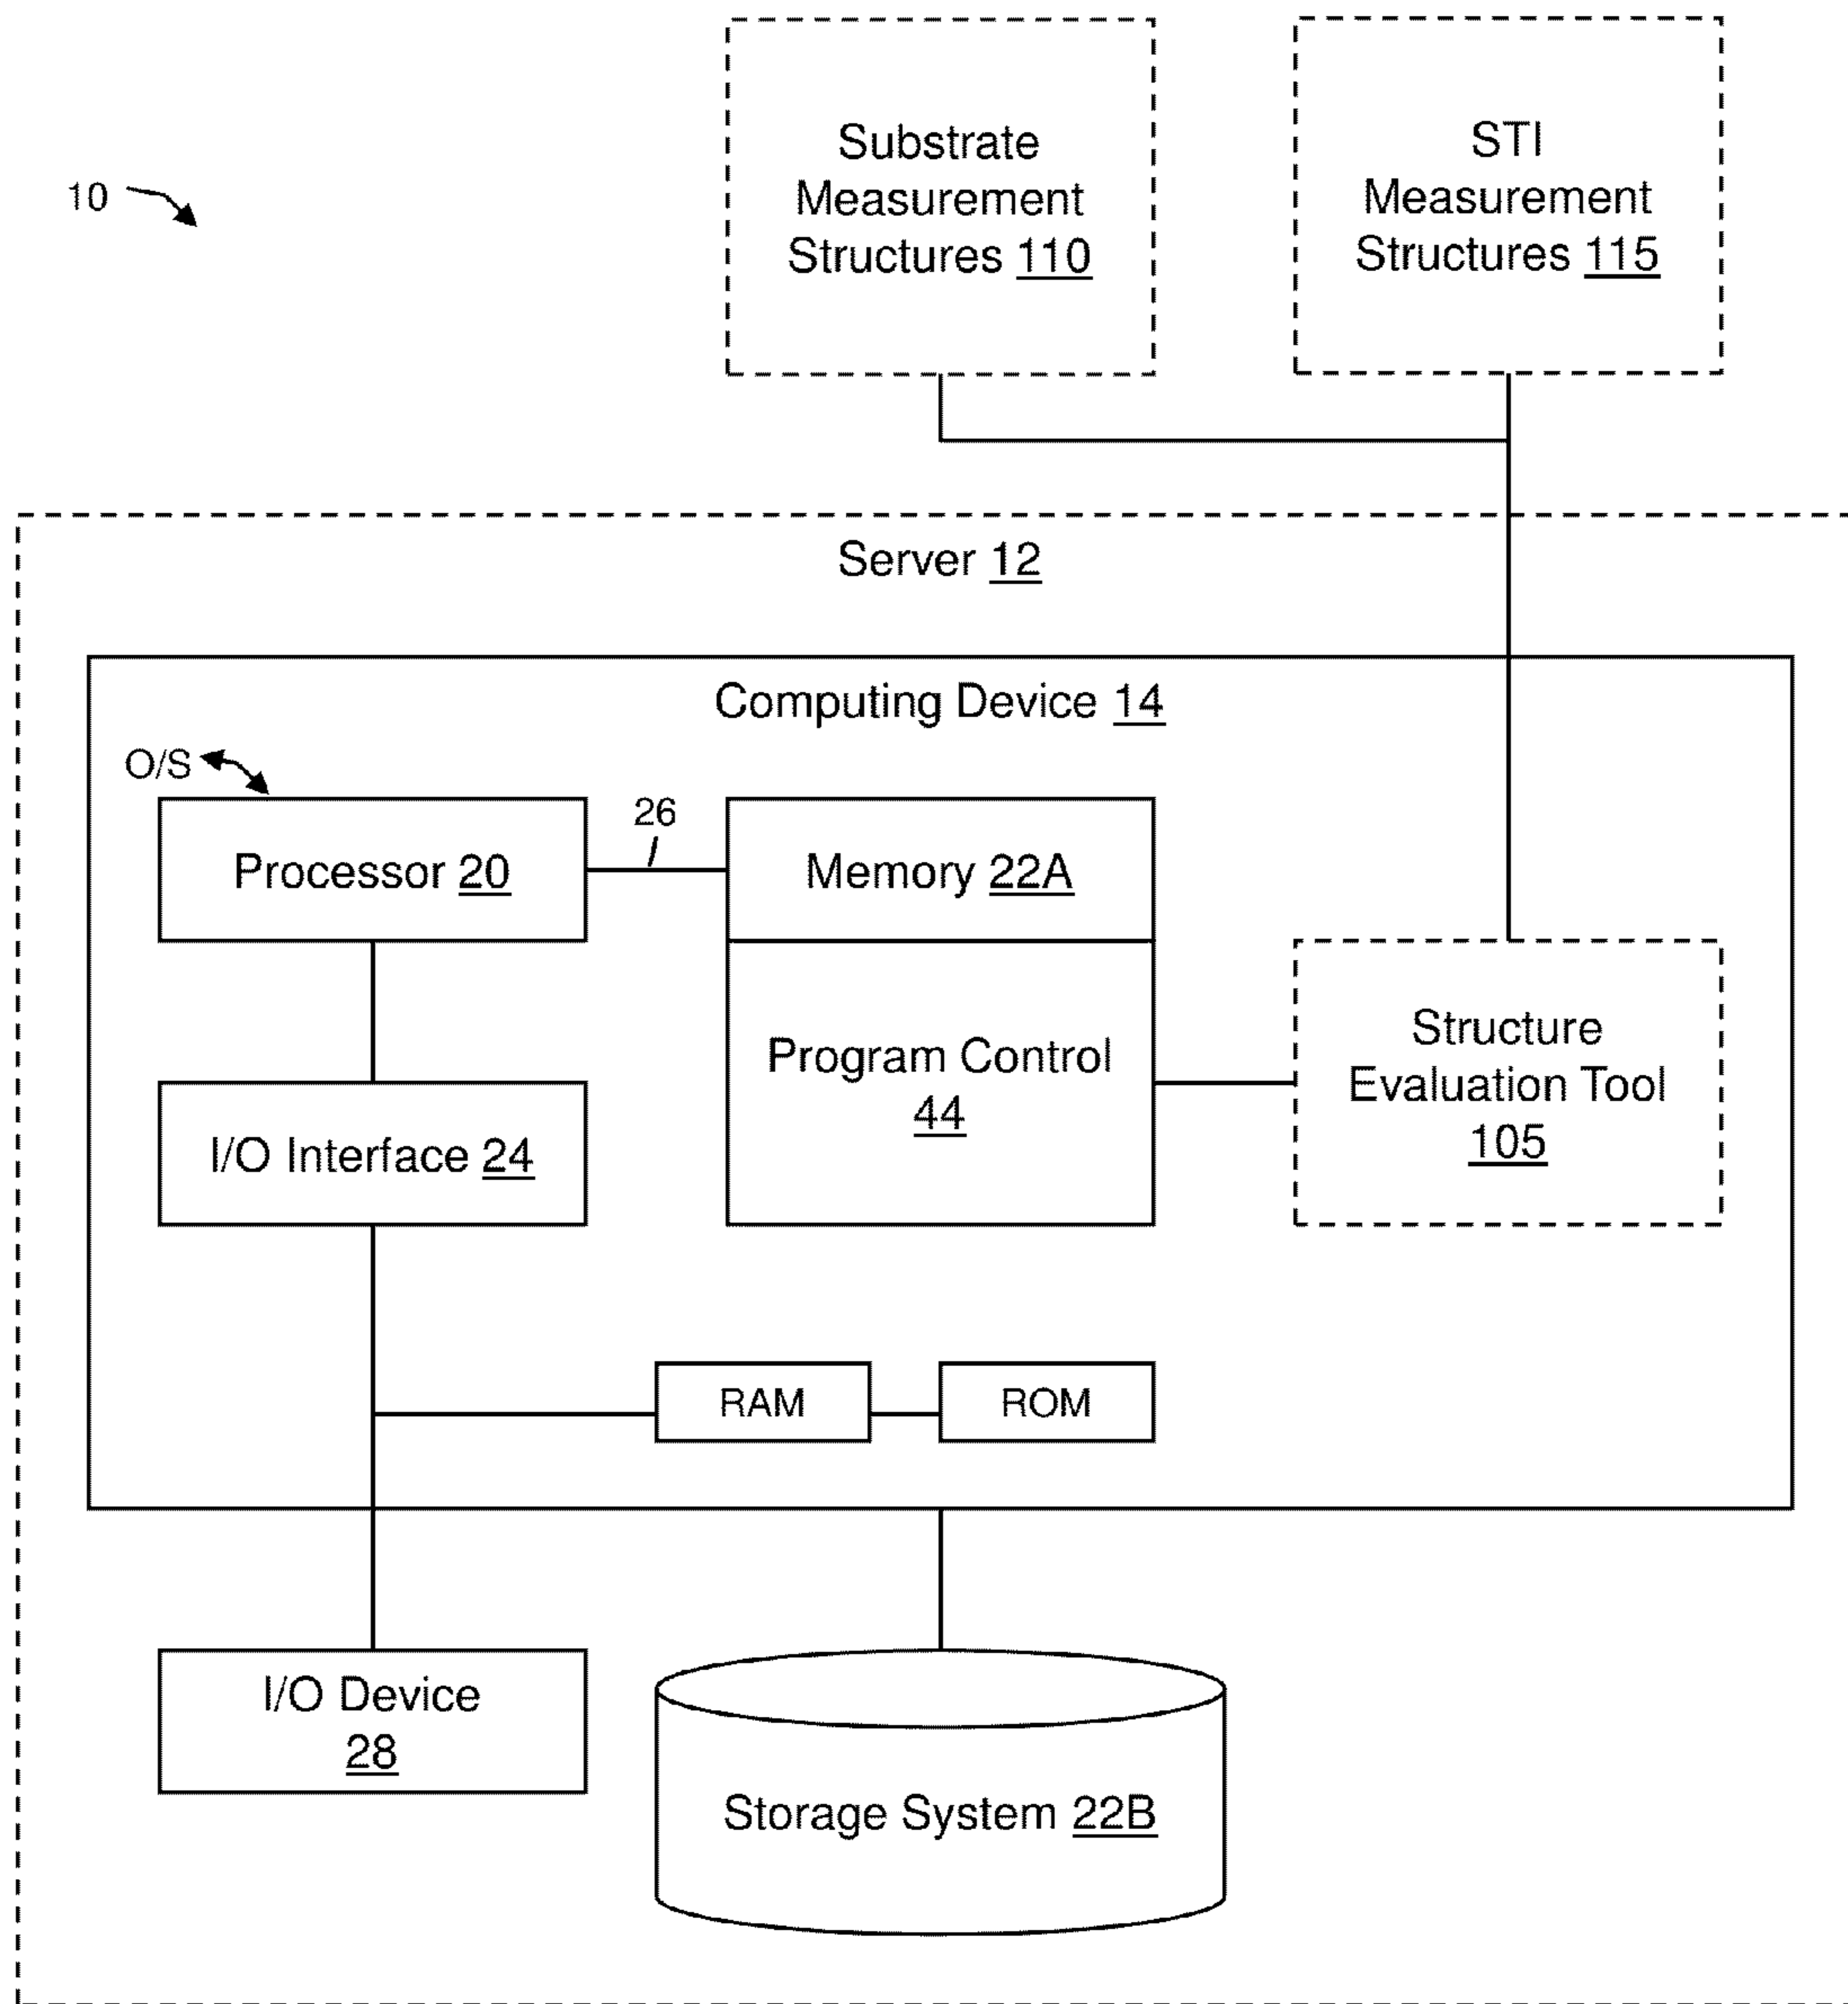 Substrate
Measurement
Structures 110
STI
Measurement
Structures 115
10
Server 12
Computing Device 14
O/S
26
Processor 20
Memory 22A
Program Control
44
Structure
Evaluation Tool
105
I/O Interface 24
RAM
ROM
I/O Device
28
Storage System 22B